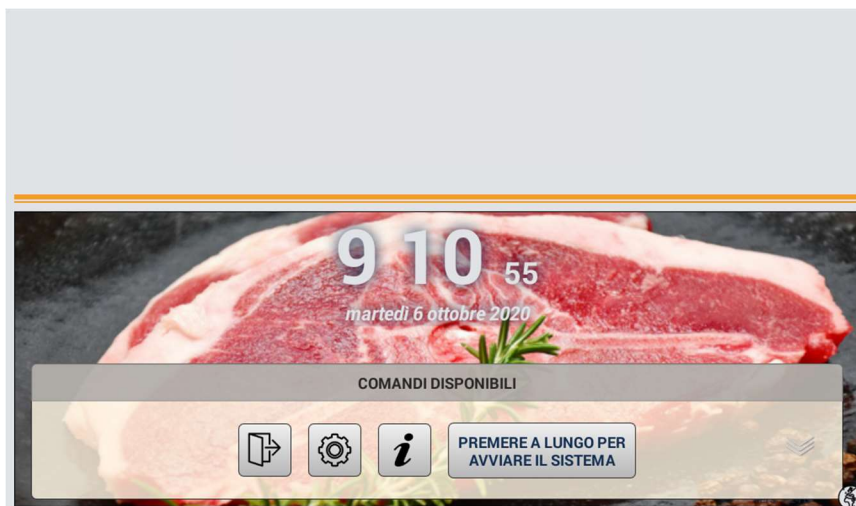 9 10 55
martedì 6 ottobre 2020
COMANDI DISPONIBILI
i
PREMERE A LUNGO PER
AVVIARE IL SISTEMA